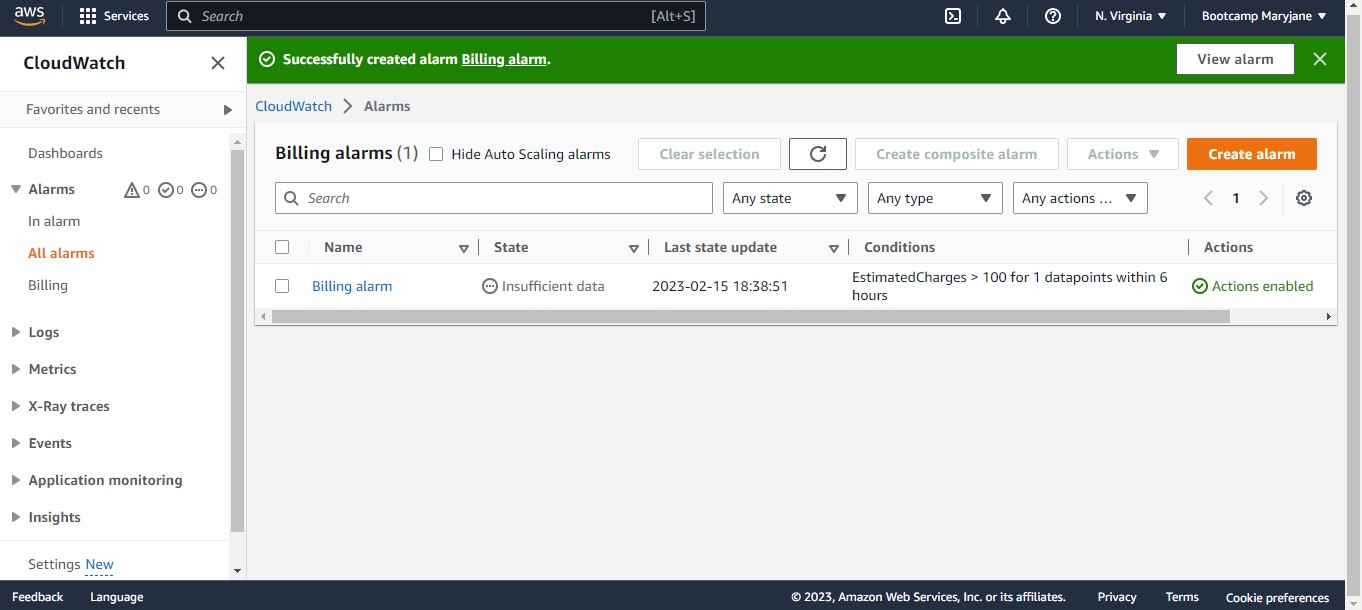 aws
Services
Search
[Alt+S]
N. Virginia
Bootcamp Maryjane
CloudWatch
Favorites and recents
Dashboards
Alarms
0
0
0
In alarm
All alarms
Billing
Logs
Metrics
X-Ray traces
Events
Application monitoring
Insights
Settings New
Successfully created alarm Billing alarm.
View alarm
CloudWatch
Alarms
Billing alarms (1)
Hide Auto Scaling alarms
Clear selection
Create composite alarm
Actions
Create alarm
Search
Any state
Any type
Any actions ...
1
Name
State
Last state update
Conditions
Actions
Billing alarm
Insufficient data
2023-02-15 18:38:51
EstimatedCharges > 100 for 1 datapoints within 6
hours
Actions enabled
Feedback
Language
© 2023, Amazon Web Services, Inc. or its affiliates.
Privacy
Terms
Cookie preferences